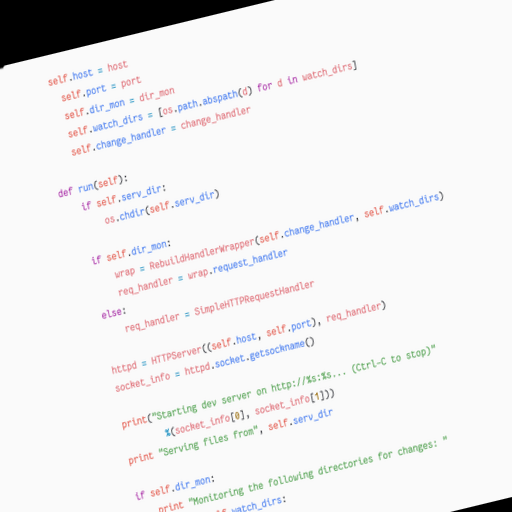 self.host = host
self.port = port
self.dir_mon = dir_mon
self.watch_dirs = [os.path.abspath(d) for d in watch_dirs]
self.change_handler = change_handler
def run(self):
if self.serv_dir:
os.chdir(self.serv_dir)
if self.dir_mon:
wrap = RebuildHandlerWrapper(self.change_handler, self.watch_dirs)
req_handler = wrap.request_handler
else:
req_handler = SimpleHTTPRequestHandler
httpd = HTTPServer((self.host, self.port), req_handler)
socket_info = httpd.socket.getsockname()
print("Starting dev server on http://%s:%s... (Ctrl-C to stop)"
%(socket_info[0], socket_info[1]))
print "Serving files from", self.serv_dir
if self.dir_mon:
print "Monitoring the following directories for changes: "
watch_dirs: